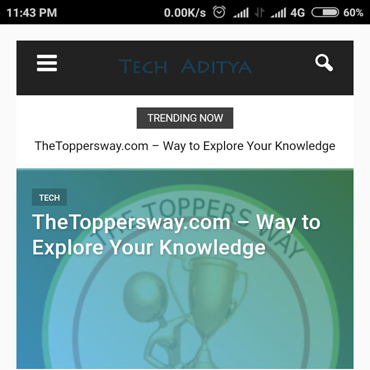 11:43 PM 0.00K/s 4G 60%
Tech Aditya
TRENDING NOW
TheToppersway.com – Way to Explore Your Knowledge
TECH
TheToppersway.com – Way to
Explore Your Knowledge
THE TOPPERS WAY